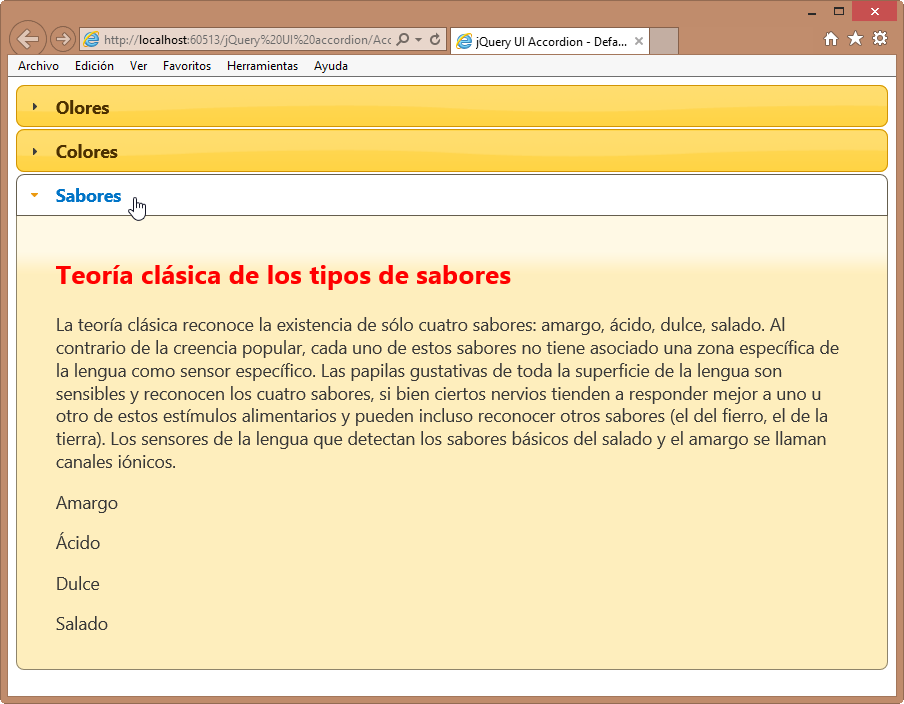 http://localhost:60513/jQuery%20UI%20accordion/Acc
jQuery UI Accordion - Defa...
Archivo Edición Ver Favoritos Herramientas Ayuda
Olores
Colores
Sabores
Teoría clásica de los tipos de sabores
La teoría clásica reconoce la existencia de sólo cuatro sabores: amargo, ácido, dulce, salado. Al
contrario de la creencia popular, cada uno de estos sabores no tiene asociado una zona específica de
la lengua como sensor específico. Las papilas gustativas de toda la superficie de la lengua son
sensibles y reconocen los cuatro sabores, si bien ciertos nervios tienden a responder mejor a uno u
otro de estos estímulos alimentarios y pueden incluso reconocer otros sabores (el del fierro, el de la
tierra). Los sensores de la lengua que detectan los sabores básicos del salado y el amargo se llaman
canales iónicos.
Amargo
Ácido
Dulce
Salado